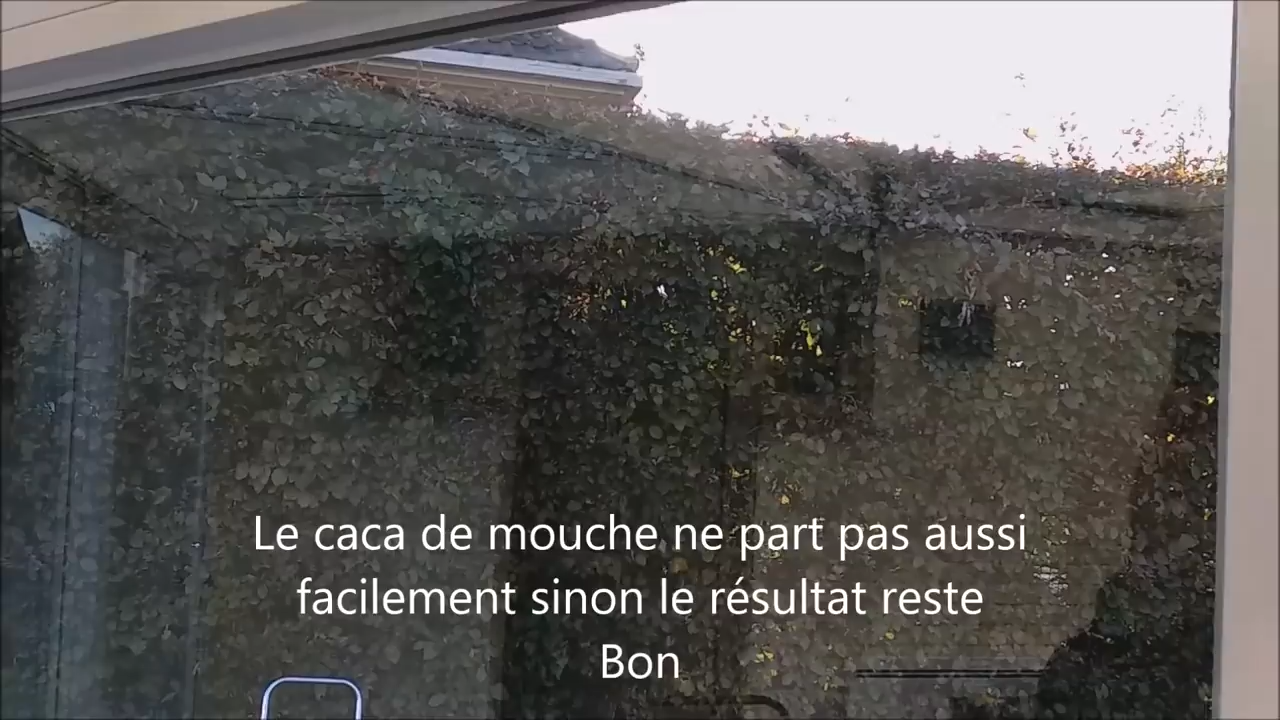 Le caca de mouche ne part pas aussi
facilement sinon le résultat reste
Bon